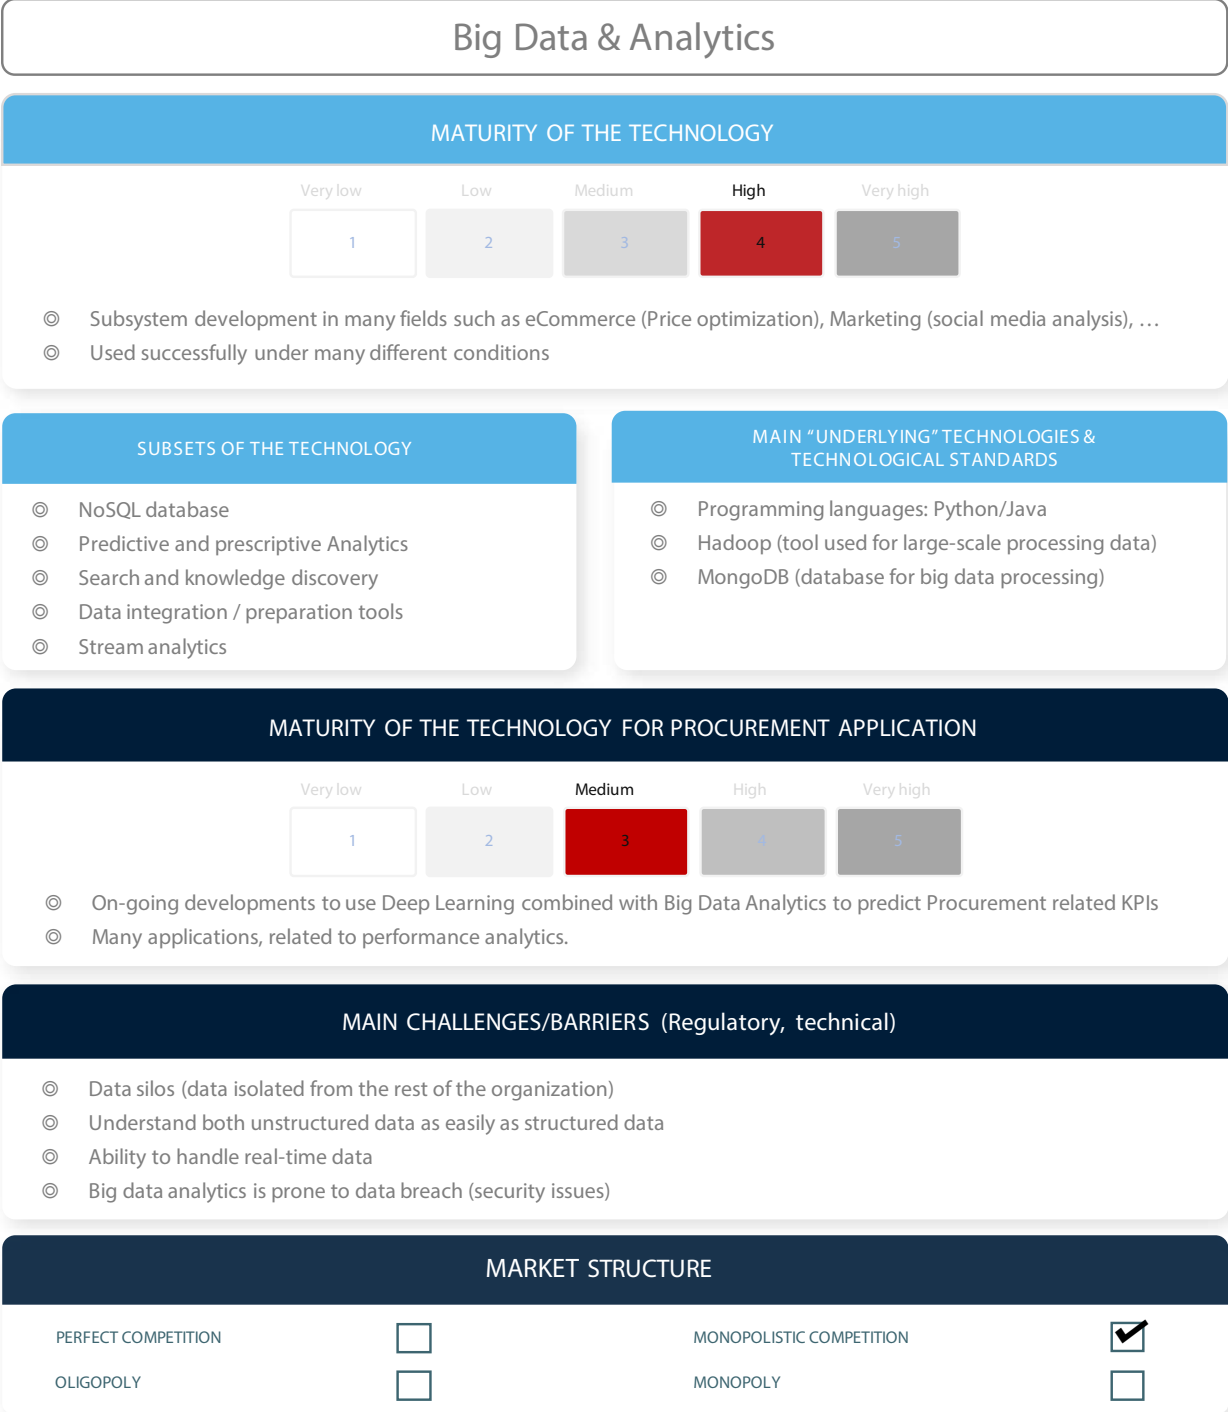 Big Data & Analytics
MATURITY OF THE TECHNOLOGY
Very low Low Medium High Very high
1 2 3 4 5
◎ Subsystem development in many fields such as eCommerce (Price optimization), Marketing (social media analysis), …
◎ Used successfully under many different conditions
SUBSETS OF THE TECHNOLOGY
◎ NoSQL database
◎ Predictive and prescriptive Analytics
◎ Search and knowledge discovery
◎ Data integration / preparation tools
◎ Stream analytics
MAIN “UNDERLYING” TECHNOLOGIES &
TECHNOLOGICAL STANDARDS
◎ Programming languages: Python/Java
◎ Hadoop (tool used for large-scale processing data)
◎ MongoDB (database for big data processing)
MATURITY OF THE TECHNOLOGY FOR PROCUREMENT APPLICATION
Very low Low Medium High Very high
1 2 3 4 5
◎ On-going developments to use Deep Learning combined with Big Data Analytics to predict Procurement related KPIs
◎ Many applications, related to performance analytics.
MAIN CHALLENGES/BARRIERS (Regulatory, technical)
◎ Data silos (data isolated from the rest of the organization)
◎ Understand both unstructured data as easily as structured data
◎ Ability to handle real-time data
◎ Big data analytics is prone to data breach (security issues)
MARKET STRUCTURE
PERFECT COMPETITION MONOPOLISTIC COMPETITION
OLIGOPOLY MONOPOLY